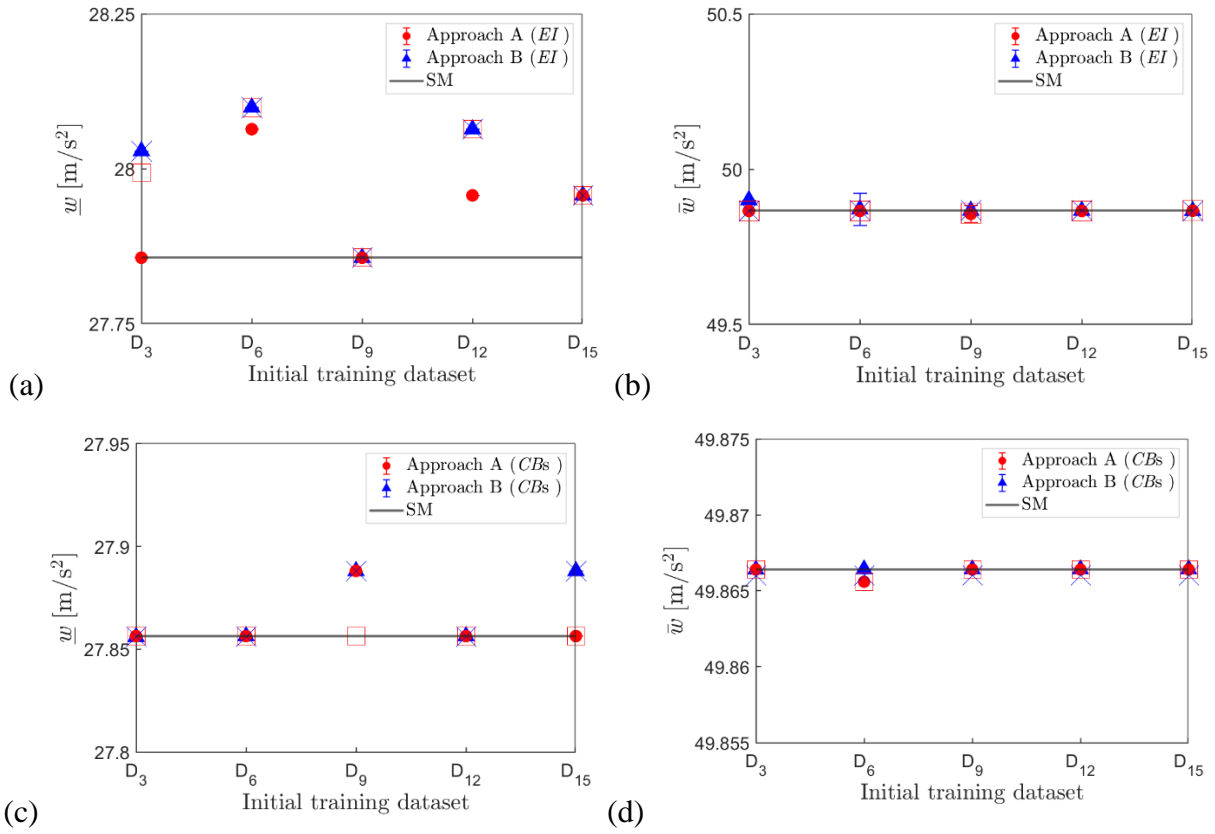 28.25
28
27.75
w [m/s²]
Approach A (EI)
Approach B (EI)
SM
D₃ D₆ D₉ D₁₂ D₁₅
Initial training dataset
(a)
50.5
50
49.5
w̄ [m/s²]
Approach A (EI)
Approach B (EI)
SM
D₃ D₆ D₉ D₁₂ D₁₅
Initial training dataset
(b)
27.95
27.9
27.85
27.8
w [m/s²]
Approach A (CBs)
Approach B (CBs)
SM
D₃ D₆ D₉ D₁₂ D₁₅
Initial training dataset
(c)
49.875
49.87
49.865
49.86
49.855
w̄ [m/s²]
Approach A (CBs)
Approach B (CBs)
SM
D₃ D₆ D₉ D₁₂ D₁₅
Initial training dataset
(d)